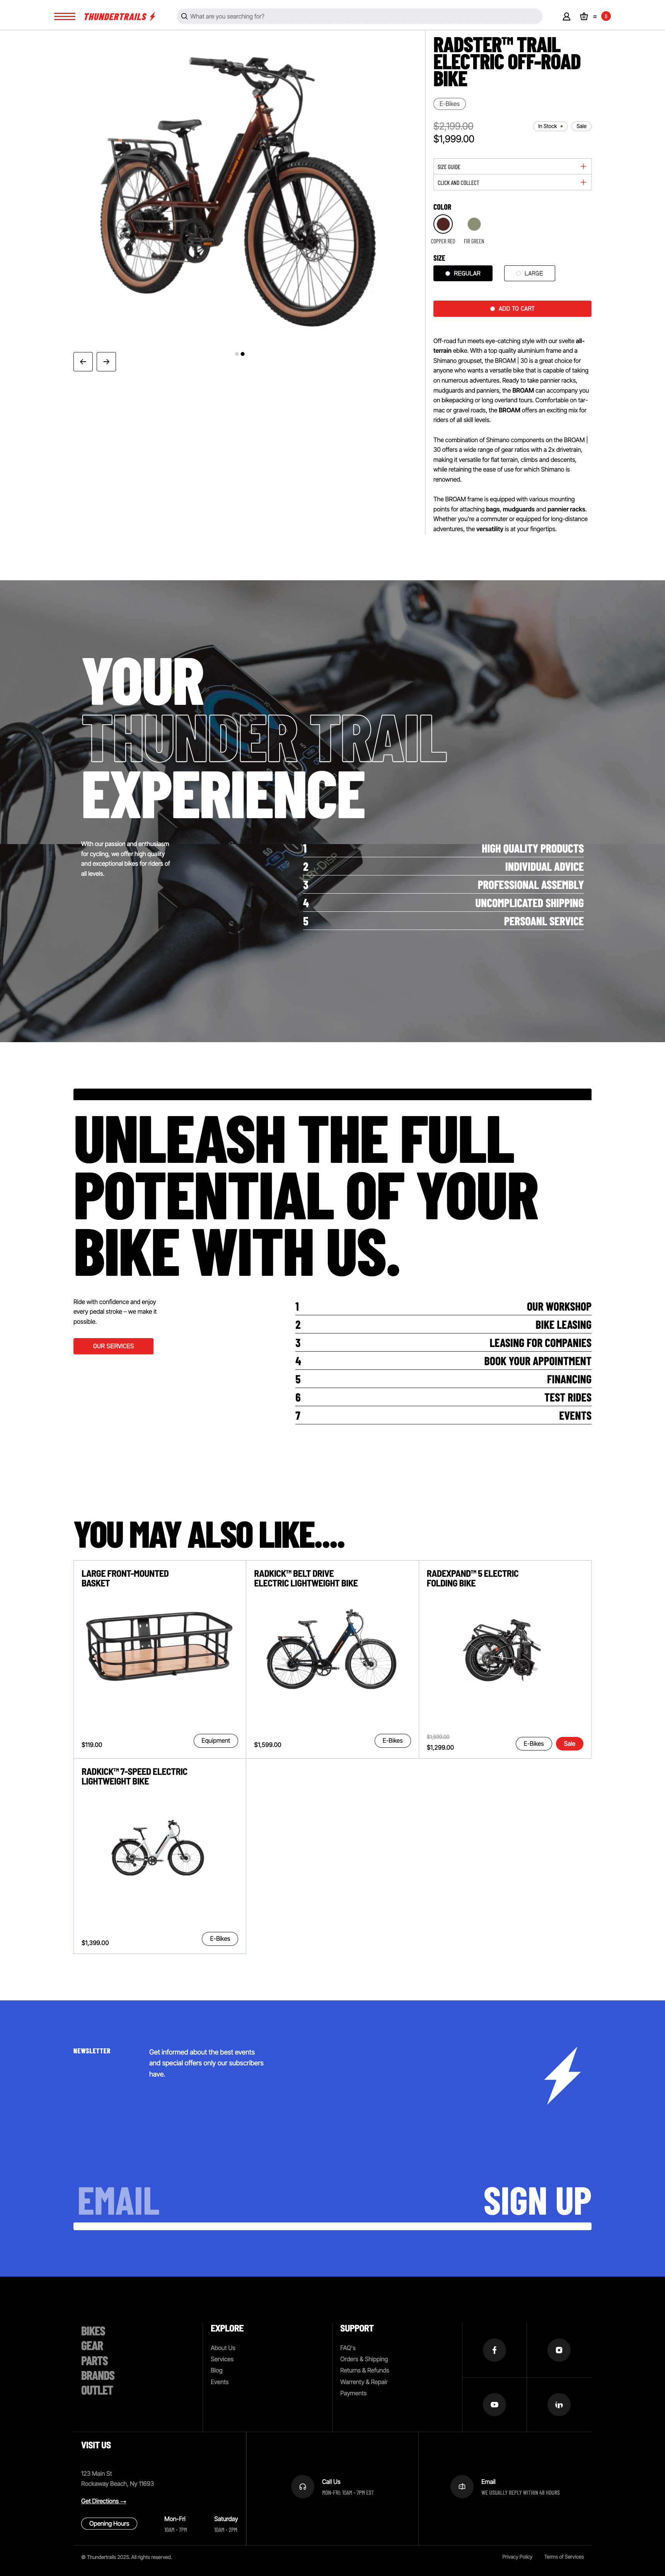 THUNDERTRAILS
What are you searching for?
RADSTER™ TRAIL
ELECTRIC OFF-ROAD
BIKE
E-Bikes
$2,199.00
$1,999.00
In Stock
Sale
SIZE GUIDE
CLICK AND COLLECT
COLOR
COPPER RED
FIR GREEN
SIZE
REGULAR
LARGE
ADD TO CART
Off-road fun meets eye-catching style with our svelte all-
terrain ebike. With a top quality aluminium frame and a
Shimano groupset, the BROAM | 30 is a great choice for
anyone who wants a versatile bike that is capable of taking
on numerous adventures. Ready to take pannier racks,
mudguards and panniers, the BROAM can accompany you
on bikepacking or long overland tours. Comfortable on tar-
mac or gravel roads, the BROAM offers an exciting mix for
riders of all skill levels.
The combination of Shimano components on the BROAM |
30 offers a wide range of gear ratios with a 2x drivetrain,
making it versatile for flat terrain, climbs and descents,
while retaining the ease of use for which Shimano is
renowned.
The BROAM frame is equipped with various mounting
points for attaching bags, mudguards and pannier racks.
Whether you're a commuter or equipped for long-distance
adventures, the versatility is at your fingertips.
YOUR
THUNDER TRAIL
EXPERIENCE
With our passion and enthusiasm
for cycling, we offer high quality
and exceptional bikes for riders of
all levels.
1 HIGH QUALITY PRODUCTS
2 INDIVIDUAL ADVICE
3 PROFESSIONAL ASSEMBLY
4 UNCOMPLICATED SHIPPING
5 PERSOANL SERVICE
KEY-DISP
UNLEASH THE FULL
POTENTIAL OF YOUR
BIKE WITH US.
Ride with confidence and enjoy
every pedal stroke – we make it
possible.
OUR SERVICES
1 OUR WORKSHOP
2 BIKE LEASING
3 LEASING FOR COMPANIES
4 BOOK YOUR APPOINTMENT
5 FINANCING
6 TEST RIDES
7 EVENTS
YOU MAY ALSO LIKE....
LARGE FRONT-MOUNTED
BASKET
$119.00
Equipment
RADKICK™ BELT DRIVE
ELECTRIC LIGHTWEIGHT BIKE
$1,599.00
E-Bikes
RADEXPAND™ 5 ELECTRIC
FOLDING BIKE
$1,599.00
$1,299.00
E-Bikes
Sale
RADKICK™ 7-SPEED ELECTRIC
LIGHTWEIGHT BIKE
$1,399.00
E-Bikes
NEWSLETTER
Get informed about the best events
and special offers only our subscribers
have.
EMAIL
SIGN UP
BIKES
GEAR
PARTS
BRANDS
OUTLET
EXPLORE
About Us
Services
Blog
Events
SUPPORT
FAQ's
Orders & Shipping
Returns & Refunds
Warrenty & Repair
Payments
VISIT US
123 Main St
Rockaway Beach, Ny 11693
Get Directions →
Opening Hours
Mon-Fri
10AM - 7PM
Saturday
10AM - 2PM
Call Us
MON-FRI: 10AM - 7PM EST
Email
WE USUALLY REPLY WITHIN 48 HOURS
© Thundertrails 2025. All rights reserved.
Privacy Policy
Terms of Services